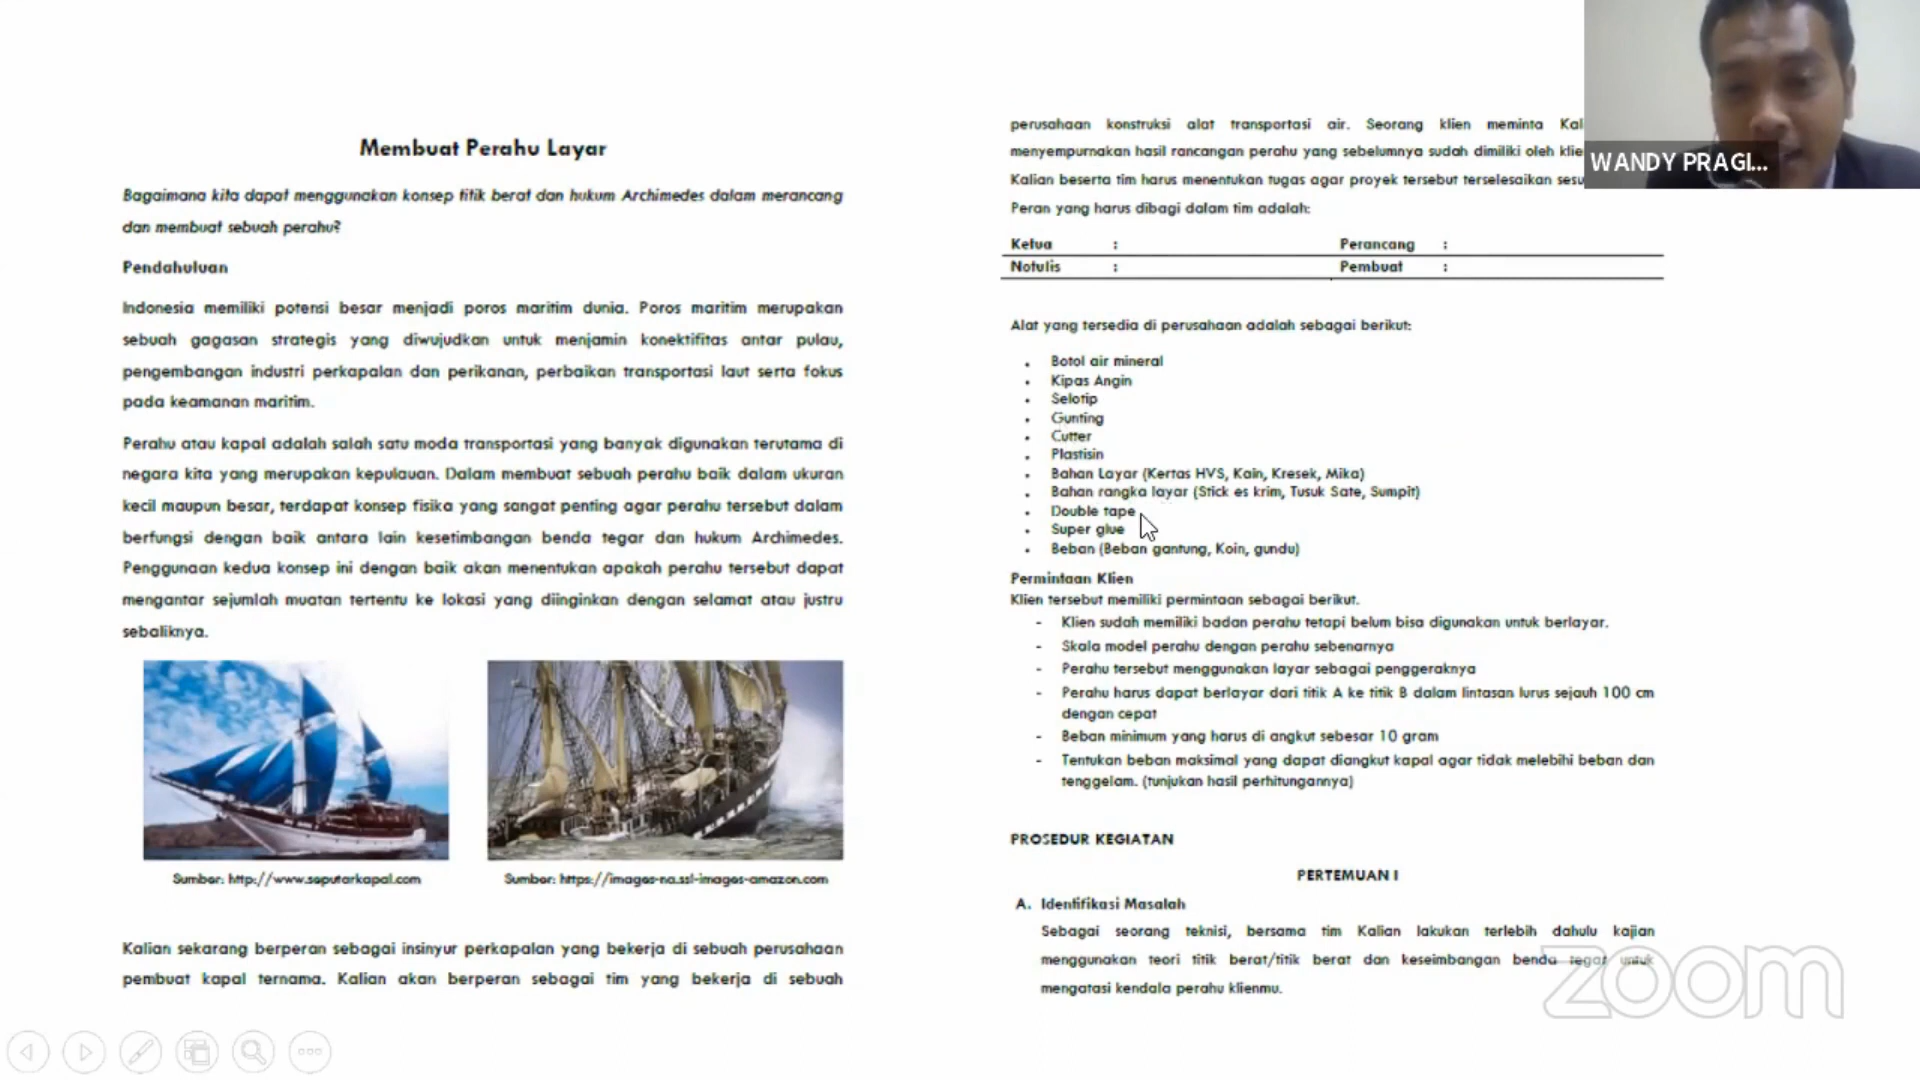 Membuat Perahu Layar
Bagaimana kita dapat menggunakan konsep titik berat dan hukum Archimedes dalam merancang
dan membuat sebuah perahu?
Pendahuluan
Indonesia memiliki potensi besar menjadi poros maritim dunia. Poros maritim merupakan
sebuah gagasan strategis yang diwujudkan untuk menjamin konektifitas antar pulau,
pengembangan industri perkapalan dan perikanan, perbaikan transportasi laut serta fokus
pada keamanan maritim.
Perahu atau kapal adalah salah satu moda transportasi yang banyak digunakan terutama di
negara kita yang merupakan kepulauan. Dalam membuat sebuah perahu baik dalam ukuran
kecil maupun besar, terdapat konsep fisika yang sangat penting agar perahu tersebut dalam
berfungsi dengan baik antara lain kesetimbangan benda tegar dan hukum Archimedes.
Penggunaan kedua konsep ini dengan baik akan menentukan apakah perahu tersebut dapat
mengantar sejumlah muatan tertentu ke lokasi yang diinginkan dengan selamat atau justru
sebaliknya.
Sumber: http://www.seputarkapal.com
Sumber: https://images-na.ssl-images-amazon.com
Kalian sekarang berperan sebagai insinyur perkapalan yang bekerja di sebuah perusahaan
pembuat kapal ternama. Kalian akan berperan sebagai tim yang bekerja di sebuah
perusahaan konstruksi alat transportasi air. Seorang klien meminta Kal
menyempurnakan hasil rancangan perahu yang sebelumnya sudah dimiliki oleh klie
Kalian beserta tim harus menentukan tugas agar proyek tersebut terselesaikan sesu
Peran yang harus dibagi dalam tim adalah:
Ketua : Perancang :
Notulis : Pembuat :
Alat yang tersedia di perusahaan adalah sebagai berikut:
• Botol air mineral
• Kipas Angin
• Selotip
• Gunting
• Cutter
• Plastisin
• Bahan Layar (Kertas HVS, Kain, Kresek, Mika)
• Bahan rangka layar (Stick es krim, Tusuk Sate, Sumpit)
• Double tape
• Super glue
• Beban (Beban gantung, Koin, gundu)
Permintaan Klien
Klien tersebut memiliki permintaan sebagai berikut.
- Klien sudah memiliki badan perahu tetapi belum bisa digunakan untuk berlayar.
- Skala model perahu dengan perahu sebenarnya
- Perahu tersebut menggunakan layar sebagai penggeraknya
- Perahu harus dapat berlayar dari titik A ke titik B dalam lintasan lurus sejauh 100 cm
dengan cepat
- Beban minimum yang harus di angkut sebesar 10 gram
- Tentukan beban maksimal yang dapat diangkut kapal agar tidak melebihi beban dan
tenggelam. (tunjukan hasil perhitungannya)
PROSEDUR KEGIATAN
PERTEMUAN I
A. Identifikasi Masalah
Sebagai seorang teknisi, bersama tim Kalian lakukan terlebih dahulu kajian
menggunakan teori titik berat/titik berat dan keseimbangan benda tegar untuk
mengatasi kendala perahu klienmu.
WANDY PRAGI...
zoom